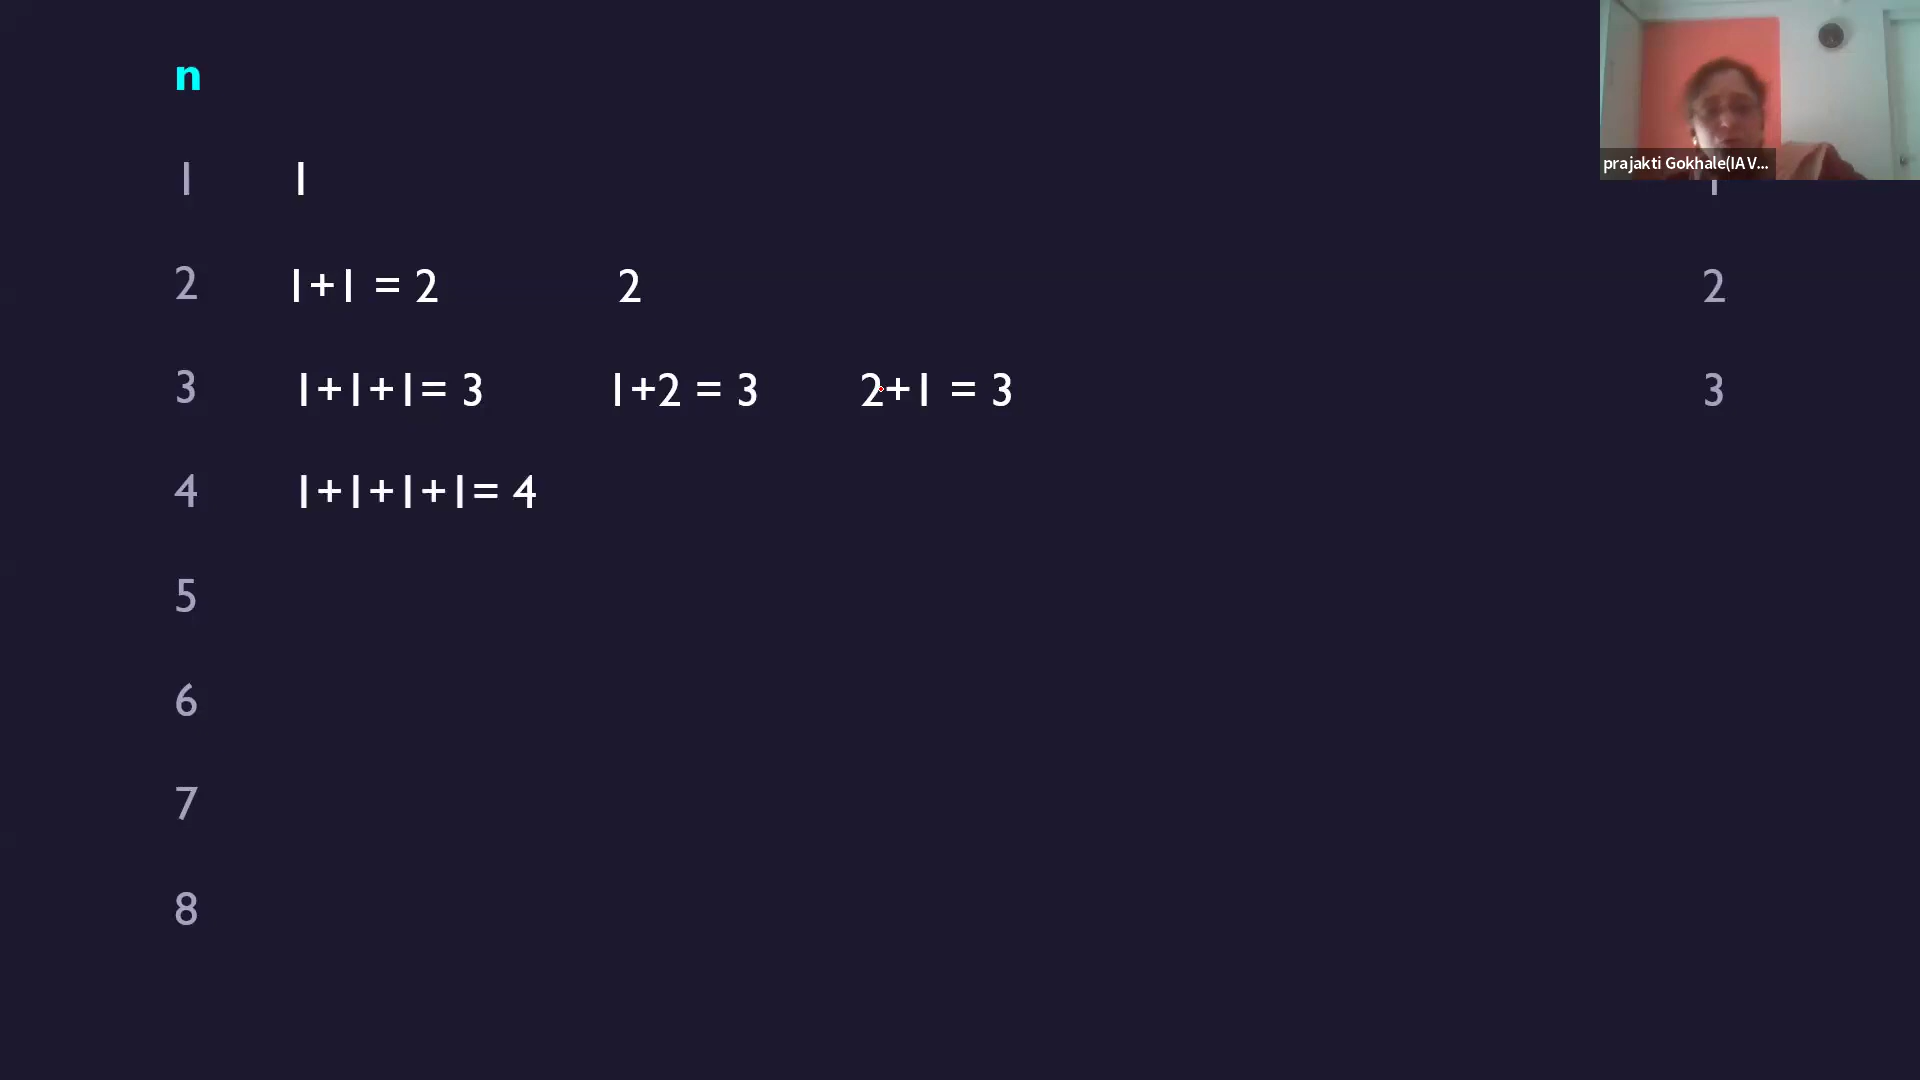 n
prajakti Gokhale(IA V...
1 1 1
2 1+1 = 2 2 2
3 1+1+1= 3 1+2 = 3 2+1 = 3 3
4 1+1+1+1= 4
5
6
7
8